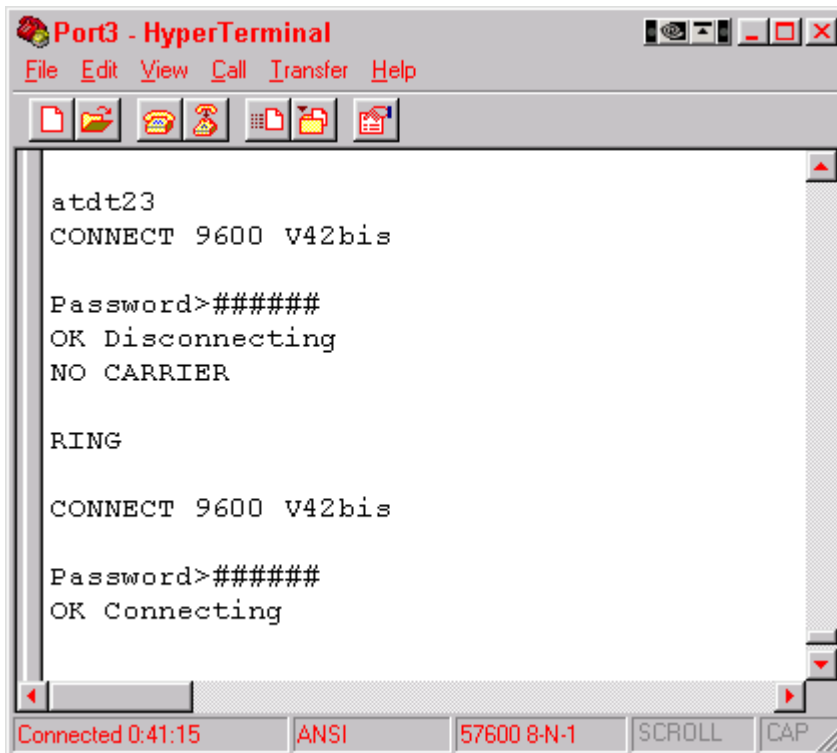 Port3 - HyperTerminal
File Edit View Call Transfer Help
atdt23
CONNECT 9600 V42bis
Password>######
OK Disconnecting
NO CARRIER
RING
CONNECT 9600 V42bis
Password>######
OK Connecting
Connected 0:41:15 ANSI 57600 8-N-1 SCROLL CAP